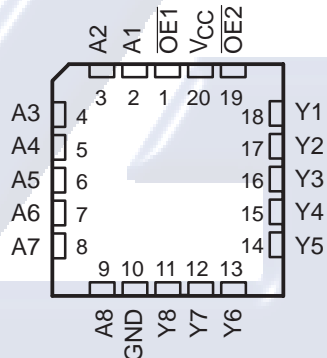 A2 A1 O̅E̅1̅ VCC O̅E̅2̅
3 2 1 20 19
A3 4 18 Y1
A4 5 17 Y2
A5 6 16 Y3
A6 7 15 Y4
A7 8 14 Y5
9 10 11 12 13
A8 GND Y8 Y7 Y6